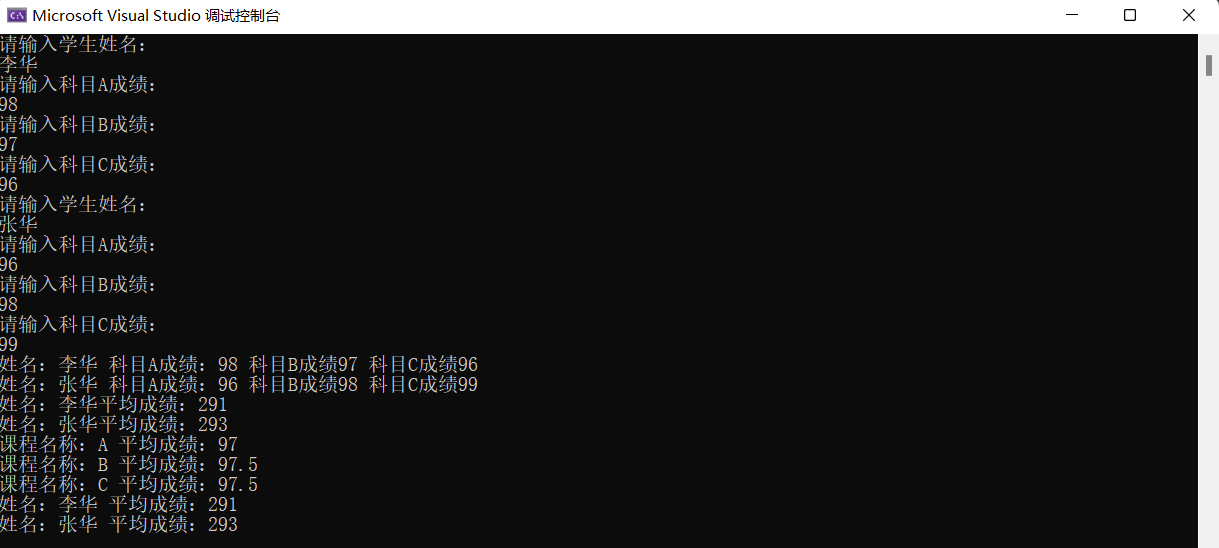 Microsoft Visual Studio 调试控制台
请输入学生姓名:
李华
请输入科目A成绩:
98
请输入科目B成绩:
97
请输入科目C成绩:
96
请输入学生姓名:
张华
请输入科目A成绩:
96
请输入科目B成绩:
98
请输入科目C成绩:
99
姓名: 李华 科目A成绩: 98 科目B成绩97 科目C成绩96
姓名: 张华 科目A成绩: 96 科目B成绩98 科目C成绩99
姓名: 李华平均成绩: 291
姓名: 张华平均成绩: 293
课程名称: A 平均成绩: 97
课程名称: B 平均成绩: 97.5
课程名称: C 平均成绩: 97.5
姓名: 李华 平均成绩: 291
姓名: 张华 平均成绩: 293